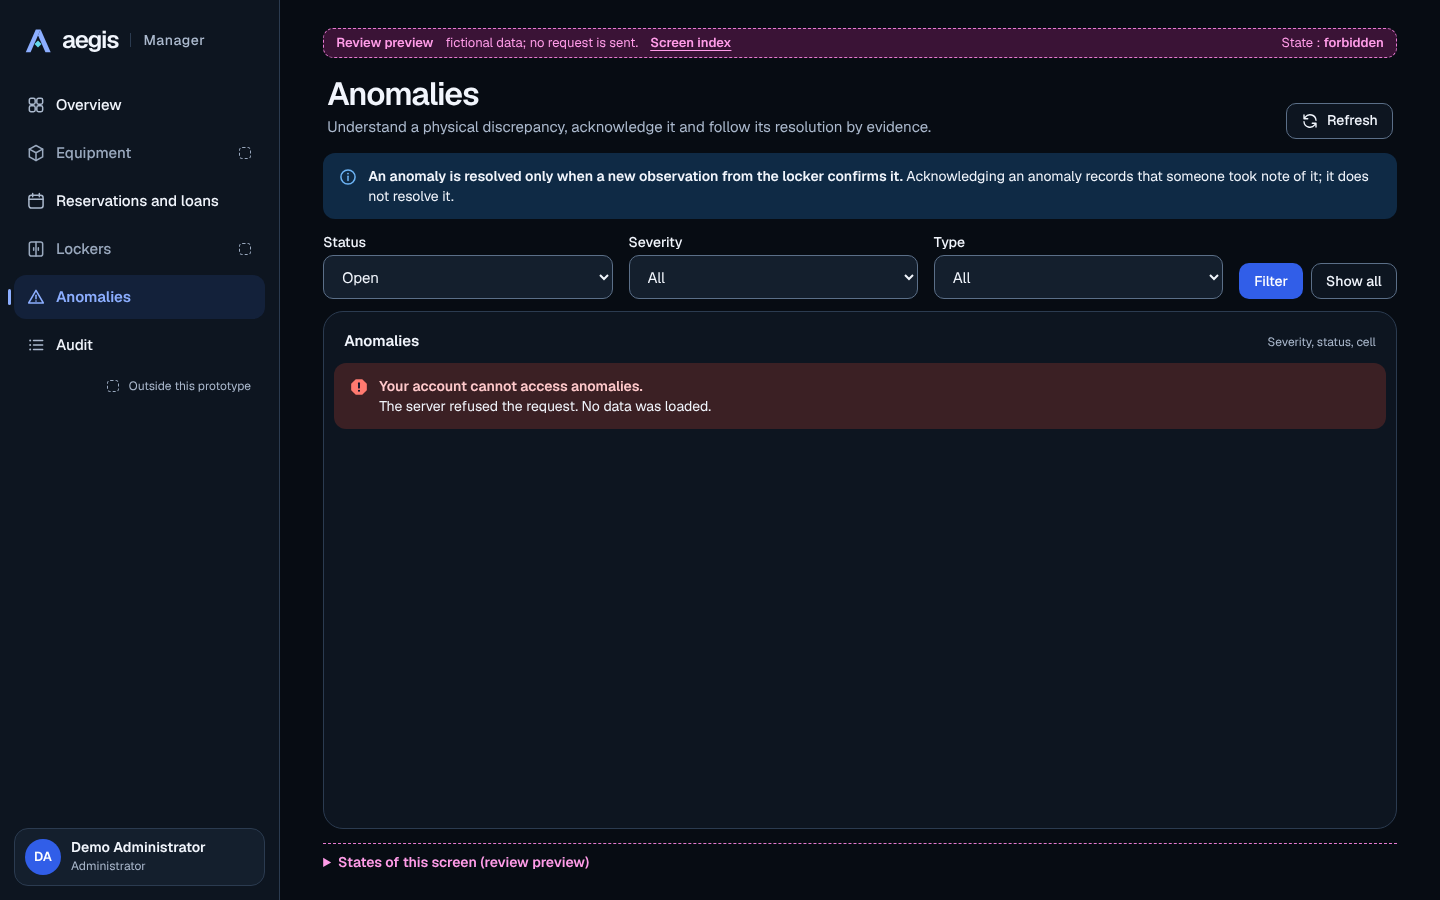 aegis Manager
Overview
Equipment
Reservations and loans
Lockers
Anomalies
Audit
Outside this prototype
DA
Demo Administrator
Administrator
Review preview fictional data; no request is sent. Screen index State : forbidden
Anomalies
Understand a physical discrepancy, acknowledge it and follow its resolution by evidence.
Refresh
An anomaly is resolved only when a new observation from the locker confirms it. Acknowledging an anomaly records that someone took note of it; it does
not resolve it.
Status Severity Type
Open All All Filter Show all
Anomalies Severity, status, cell
Your account cannot access anomalies.
The server refused the request. No data was loaded.
States of this screen (review preview)